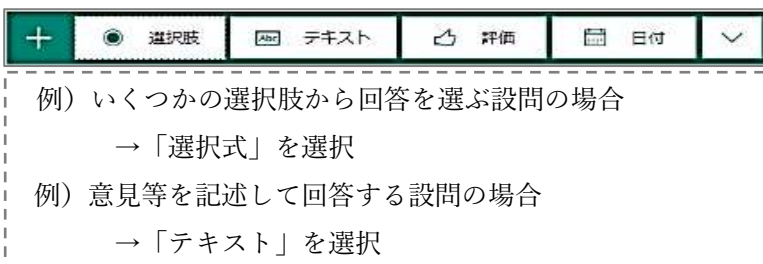 + 選択肢 Abc テキスト 評価 日付
例）いくつかの選択肢から回答を選ぶ設問の場合
→「選択式」を選択
例）意見等を記述して回答する設問の場合
→「テキスト」を選択